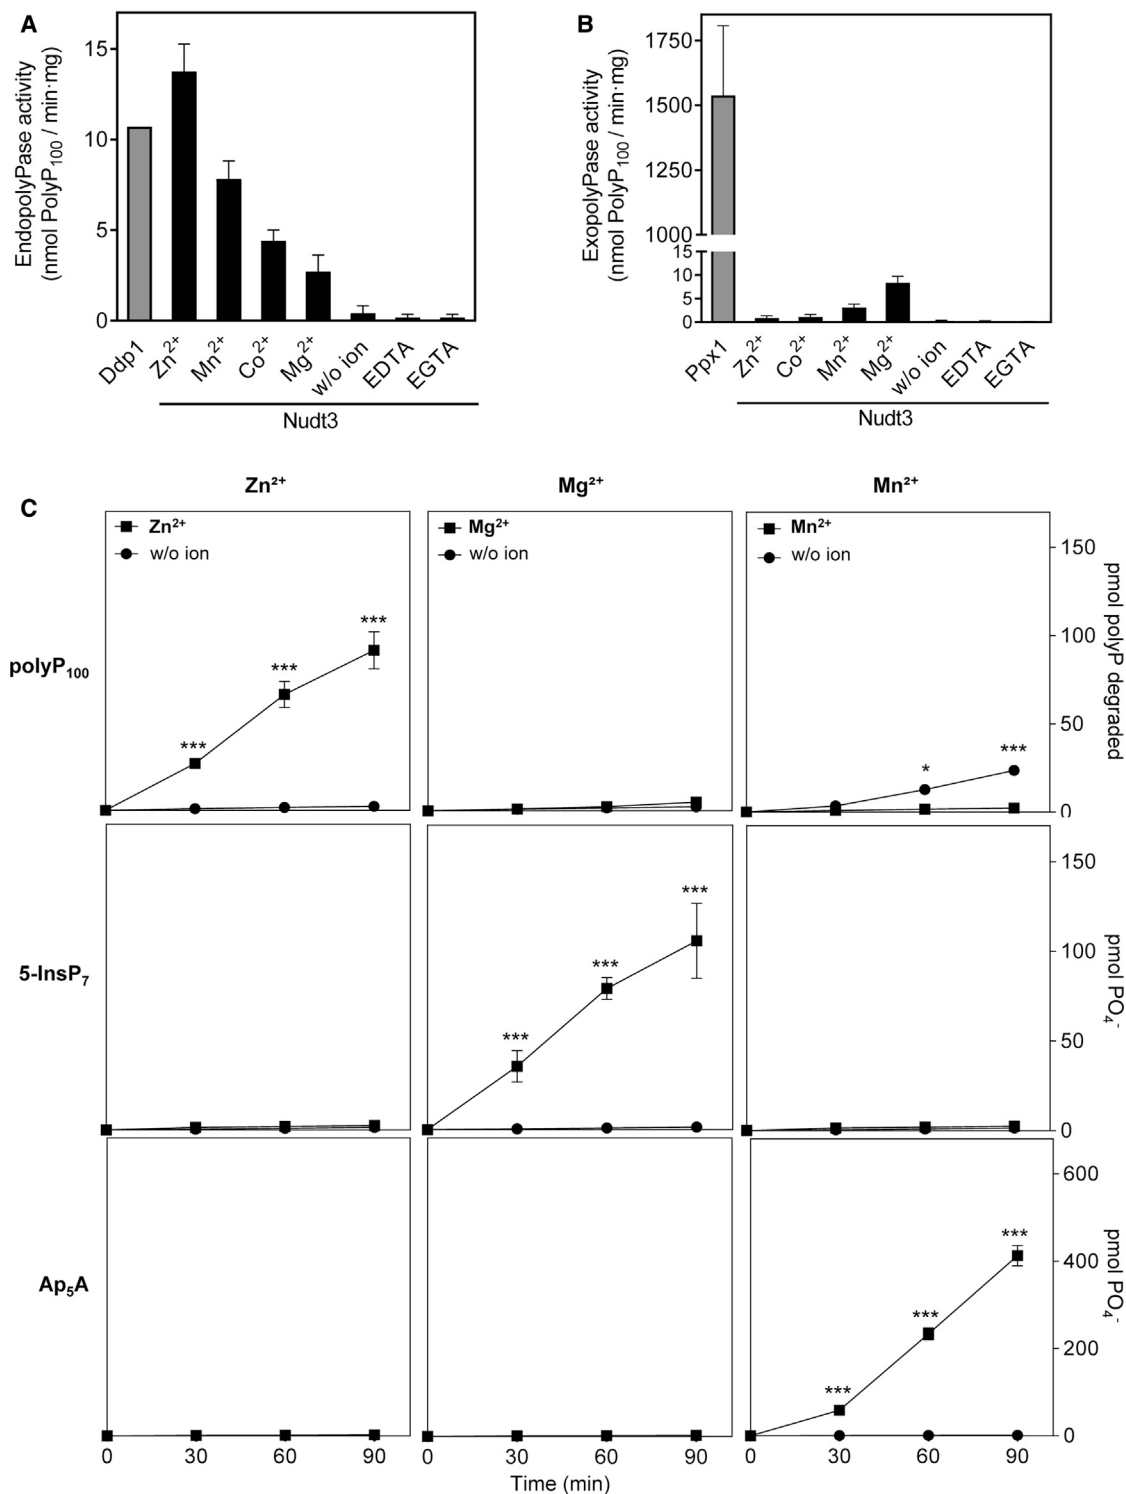 A
EndopolyPase activity
(nmol PolyP₁₀₀ / min·mg)
15
10
5
0
Ddp1
Zn²⁺
Mn²⁺
Co²⁺
Mg²⁺
w/o ion
EDTA
EGTA
Nudt3
B
ExopolyPase activity
(nmol PolyP₁₀₀ / min·mg)
1750
1500
1250
1000
15
10
5
0
Ppx1
Zn²⁺
Co²⁺
Mn²⁺
Mg²⁺
w/o ion
EDTA
EGTA
Nudt3
C
Zn²⁺
Mg²⁺
Mn²⁺
Zn²⁺
w/o ion
***
***
***
Mg²⁺
w/o ion
Mn²⁺
w/o ion
*
***
polyP₁₀₀
150
100
50
0
pmol polyP degraded
5-InsP₇
***
***
***
150
100
50
0
pmol PO₄⁻
Ap₅A
***
***
***
600
400
200
0
pmol PO₄⁻
0 30 60 90
0 30 60 90
0 30 60 90
Time (min)